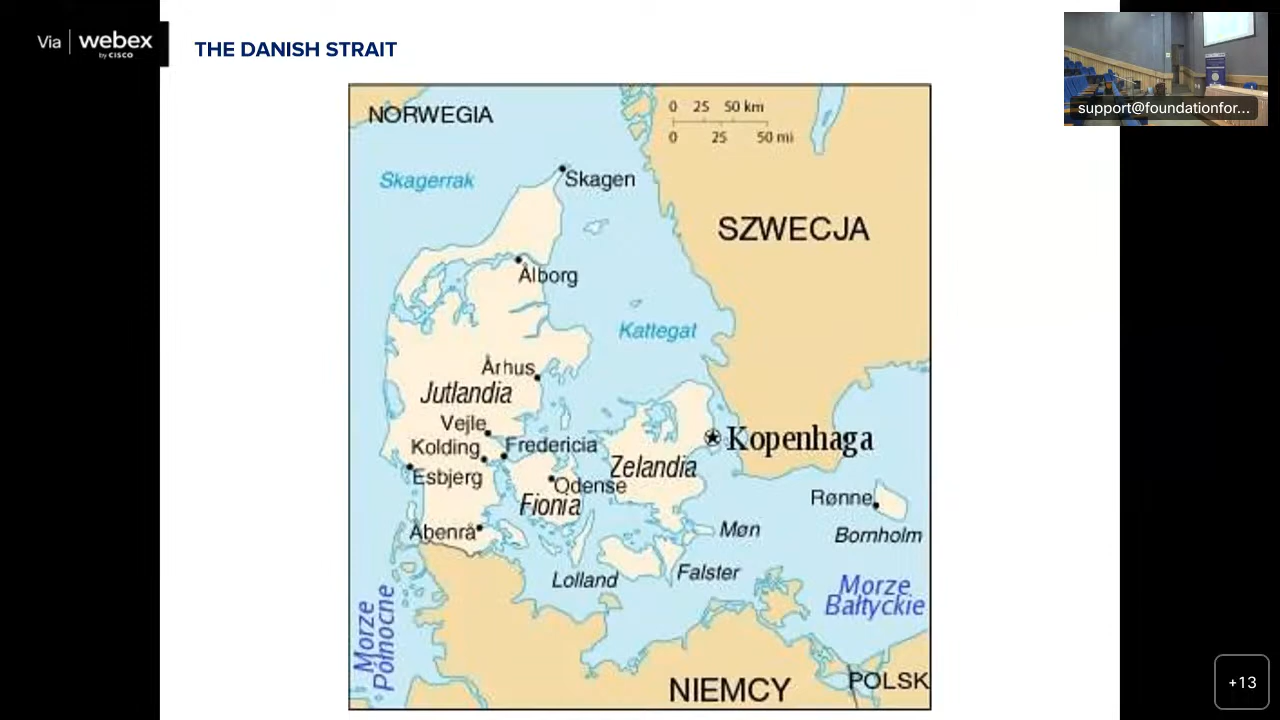 Via | webex
by CISCO
THE DANISH STRAIT
support@foundationfor...
NORWEGIA
0 25 50 km
0 25 50 mi
Skagerrak
Skagen
SZWECJA
Ålborg
Kattegat
Århus
Jutlandia
Vejle
Kolding
Fredericia
Kopenhaga
Zelandia
Esbjerg
Odense
Fionia
Rønne
Åbenrå
Møn
Bornholm
Lolland
Falster
Morze
Bałtyckie
Morze
Północne
NIEMCY
POLSK
+13